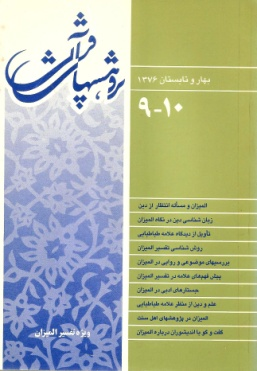 پژوهشهای قرآنی
بهار و تابستان ۱۳۷۶
۹-۱۰
المیزان و مسأله انتظار از دین
زبان شناسی دین در نگاه المیزان
تأویل از دیدگاه علامه طباطبایی
روش شناسی تفسیر المیزان
بررسیهای موضوعی و روایی در المیزان
پیش فهم‌های علامه در تفسیر المیزان
جستارهای ادبی در المیزان
علم و دین از منظر علامه طباطبایی
المیزان در پژوهشهای اهل سنت
گفت و گو با اندیشوران درباره المیزان
ویژه تفسیر المیزان